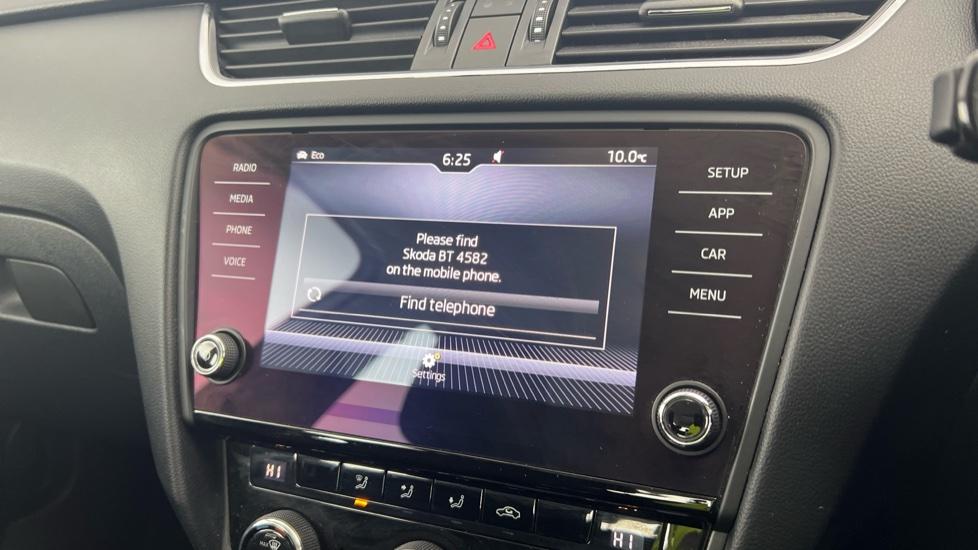 Eco 6:25 10.0°C
RADIO
MEDIA
PHONE
VOICE
Please find
Skoda BT 4582
on the mobile phone.
Find telephone
Settings
SETUP
APP
CAR
MENU
HI
HI
MAX